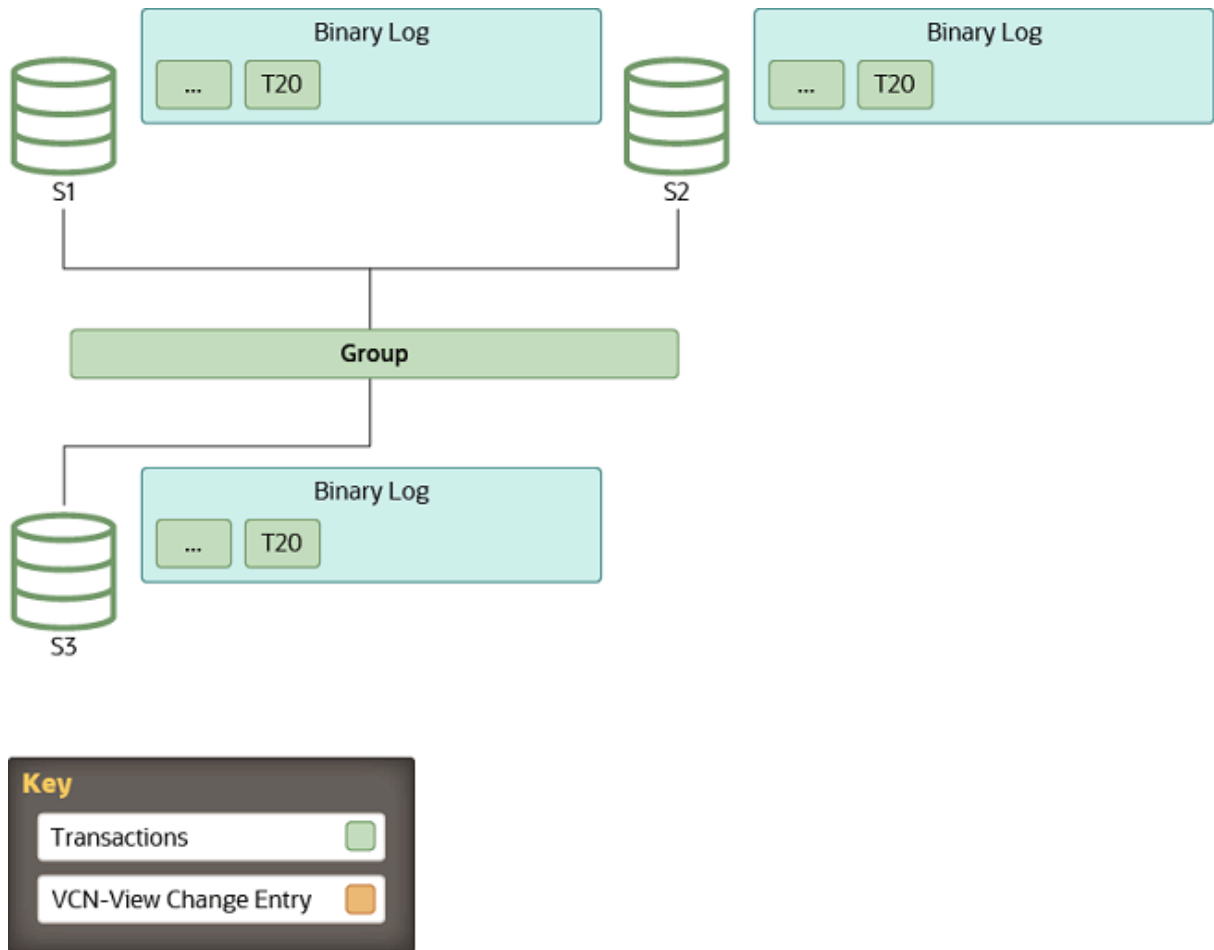 Binary Log
... T20
S1
Binary Log
... T20
S2
Group
Binary Log
... T20
S3
Key
Transactions
VCN-View Change Entry